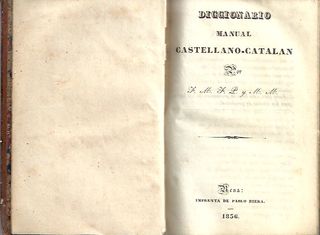 DICCIONARIO
MANUAL
CASTELLANO-CATALAN
Por
F. M. F. P. y M. M.
Reus:
IMPRENTA DE PABLO RIERA.
1836.